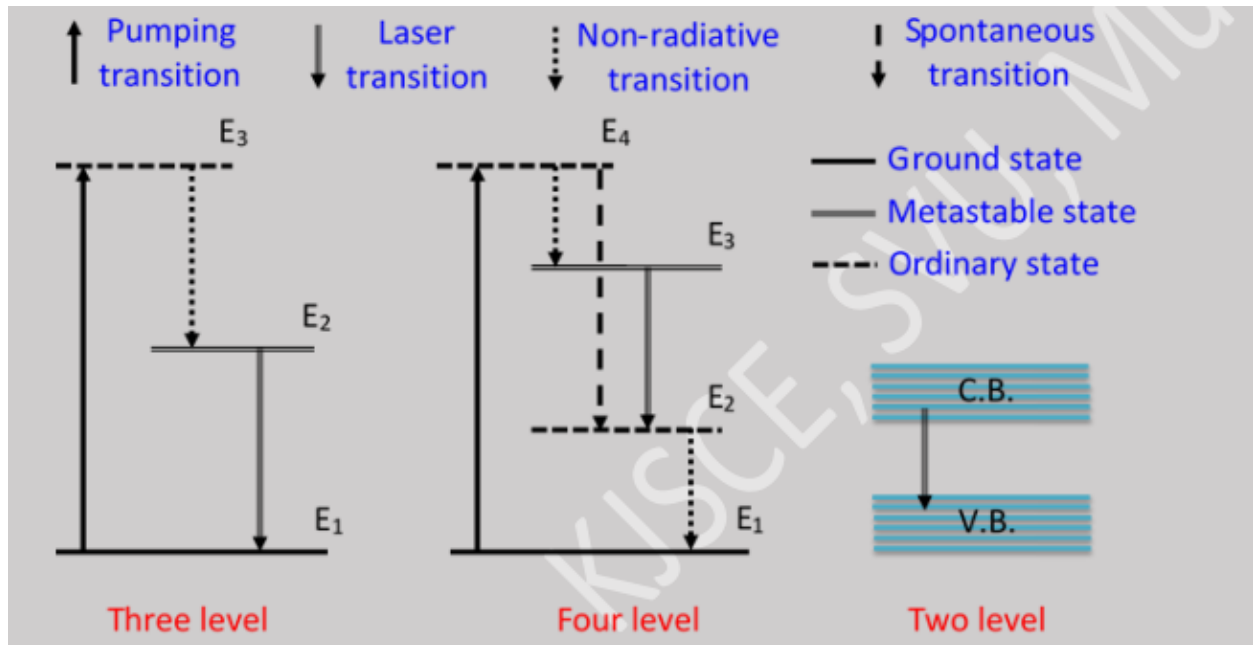 Pumping transition
Laser transition
Non-radiative transition
Spontaneous transition
E3
E2
E1
Three level
E4
E3
E2
E1
Four level
Ground state
Metastable state
Ordinary state
C.B.
V.B.
Two level
KJSCE, SVU, Mu